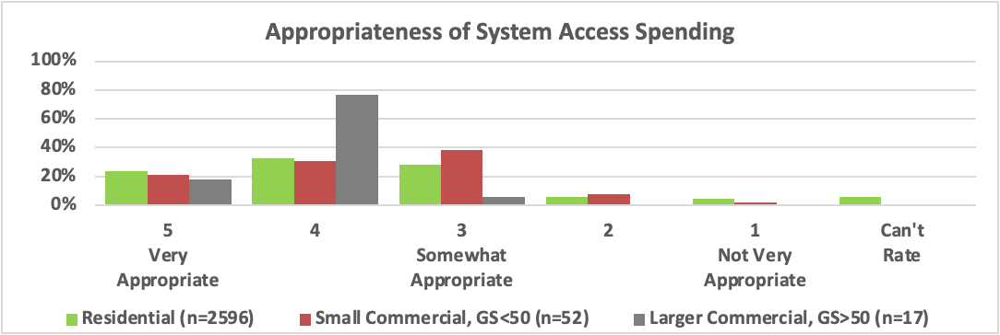 Appropriateness of System Access Spending
100%
80%
60%
40%
20%
0%
5 4 3 2 1 Can't
Very Somewhat Not Very Rate
Appropriate Appropriate Appropriate
Residential (n=2596) Small Commercial, GS<50 (n=52) Larger Commercial, GS>50 (n=17)